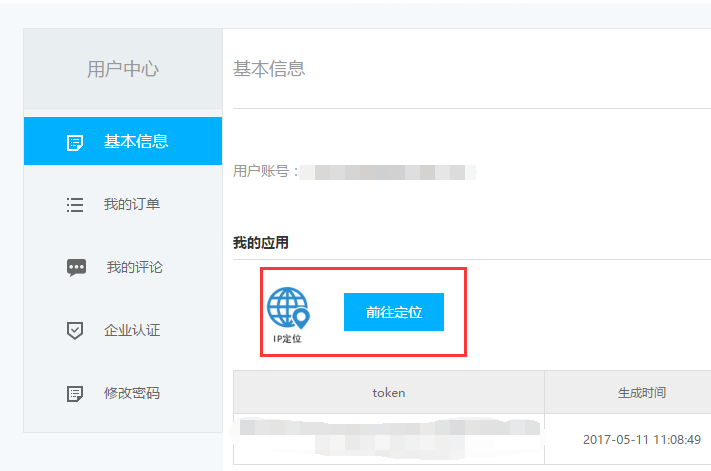 用户中心
基本信息
我的订单
我的评论
企业认证
修改密码
基本信息
用户账号：
我的应用
IP定位
前往定位
token
生成时间
2017-05-11 11:08:49